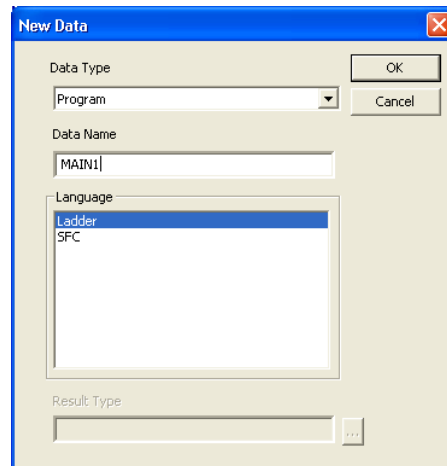 New Data
Data Type
OK
Program
Cancel
Data Name
MAIN1
Language
Ladder
SFC
Result Type
...